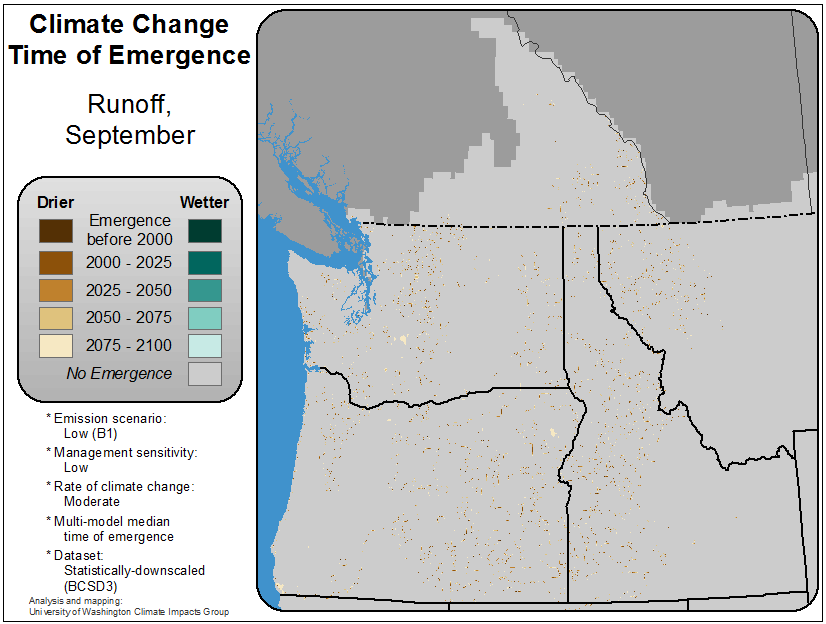 Climate Change
Time of Emergence
Runoff,
September
Drier Wetter
Emergence
before 2000
2000 - 2025
2025 - 2050
2050 - 2075
2075 - 2100
No Emergence
* Emission scenario:
Low (B1)
* Management sensitivity:
Low
* Rate of climate change:
Moderate
* Multi-model median
time of emergence
* Dataset:
Statistically-downscaled
(BCSD3)
Analysis and mapping:
University of Washington Climate Impacts Group